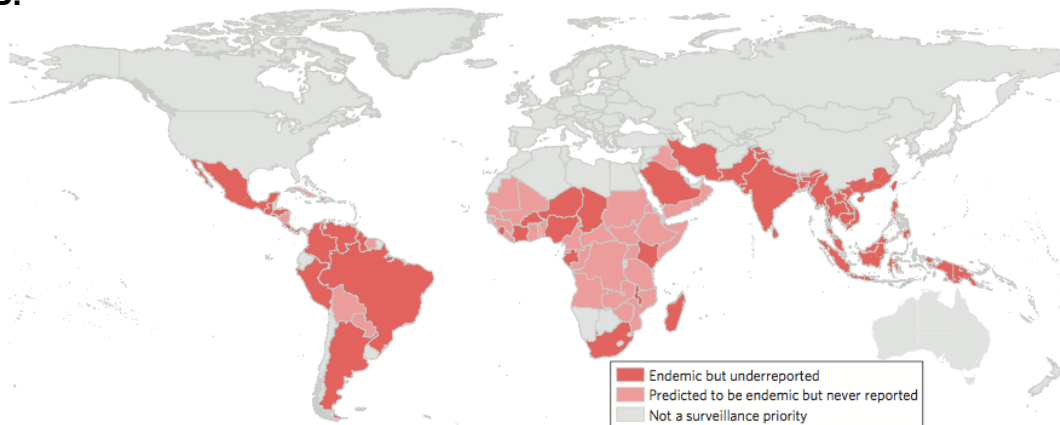 Endemic but underreported
Predicted to be endemic but never reported
Not a surveillance priority